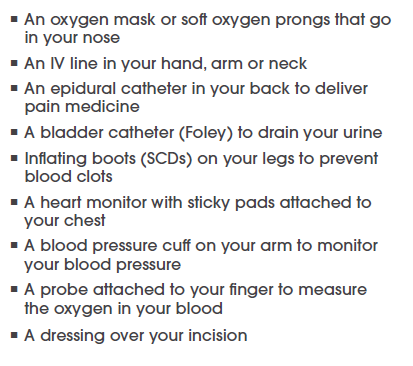 ▪ An oxygen mask or soft oxygen prongs that go
in your nose
▪ An IV line in your hand, arm or neck
▪ An epidural catheter in your back to deliver
pain medicine
▪ A bladder catheter (Foley) to drain your urine
▪ Inflating boots (SCDs) on your legs to prevent
blood clots
▪ A heart monitor with sticky pads attached to
your chest
▪ A blood pressure cuff on your arm to monitor
your blood pressure
▪ A probe attached to your finger to measure
the oxygen in your blood
▪ A dressing over your incision